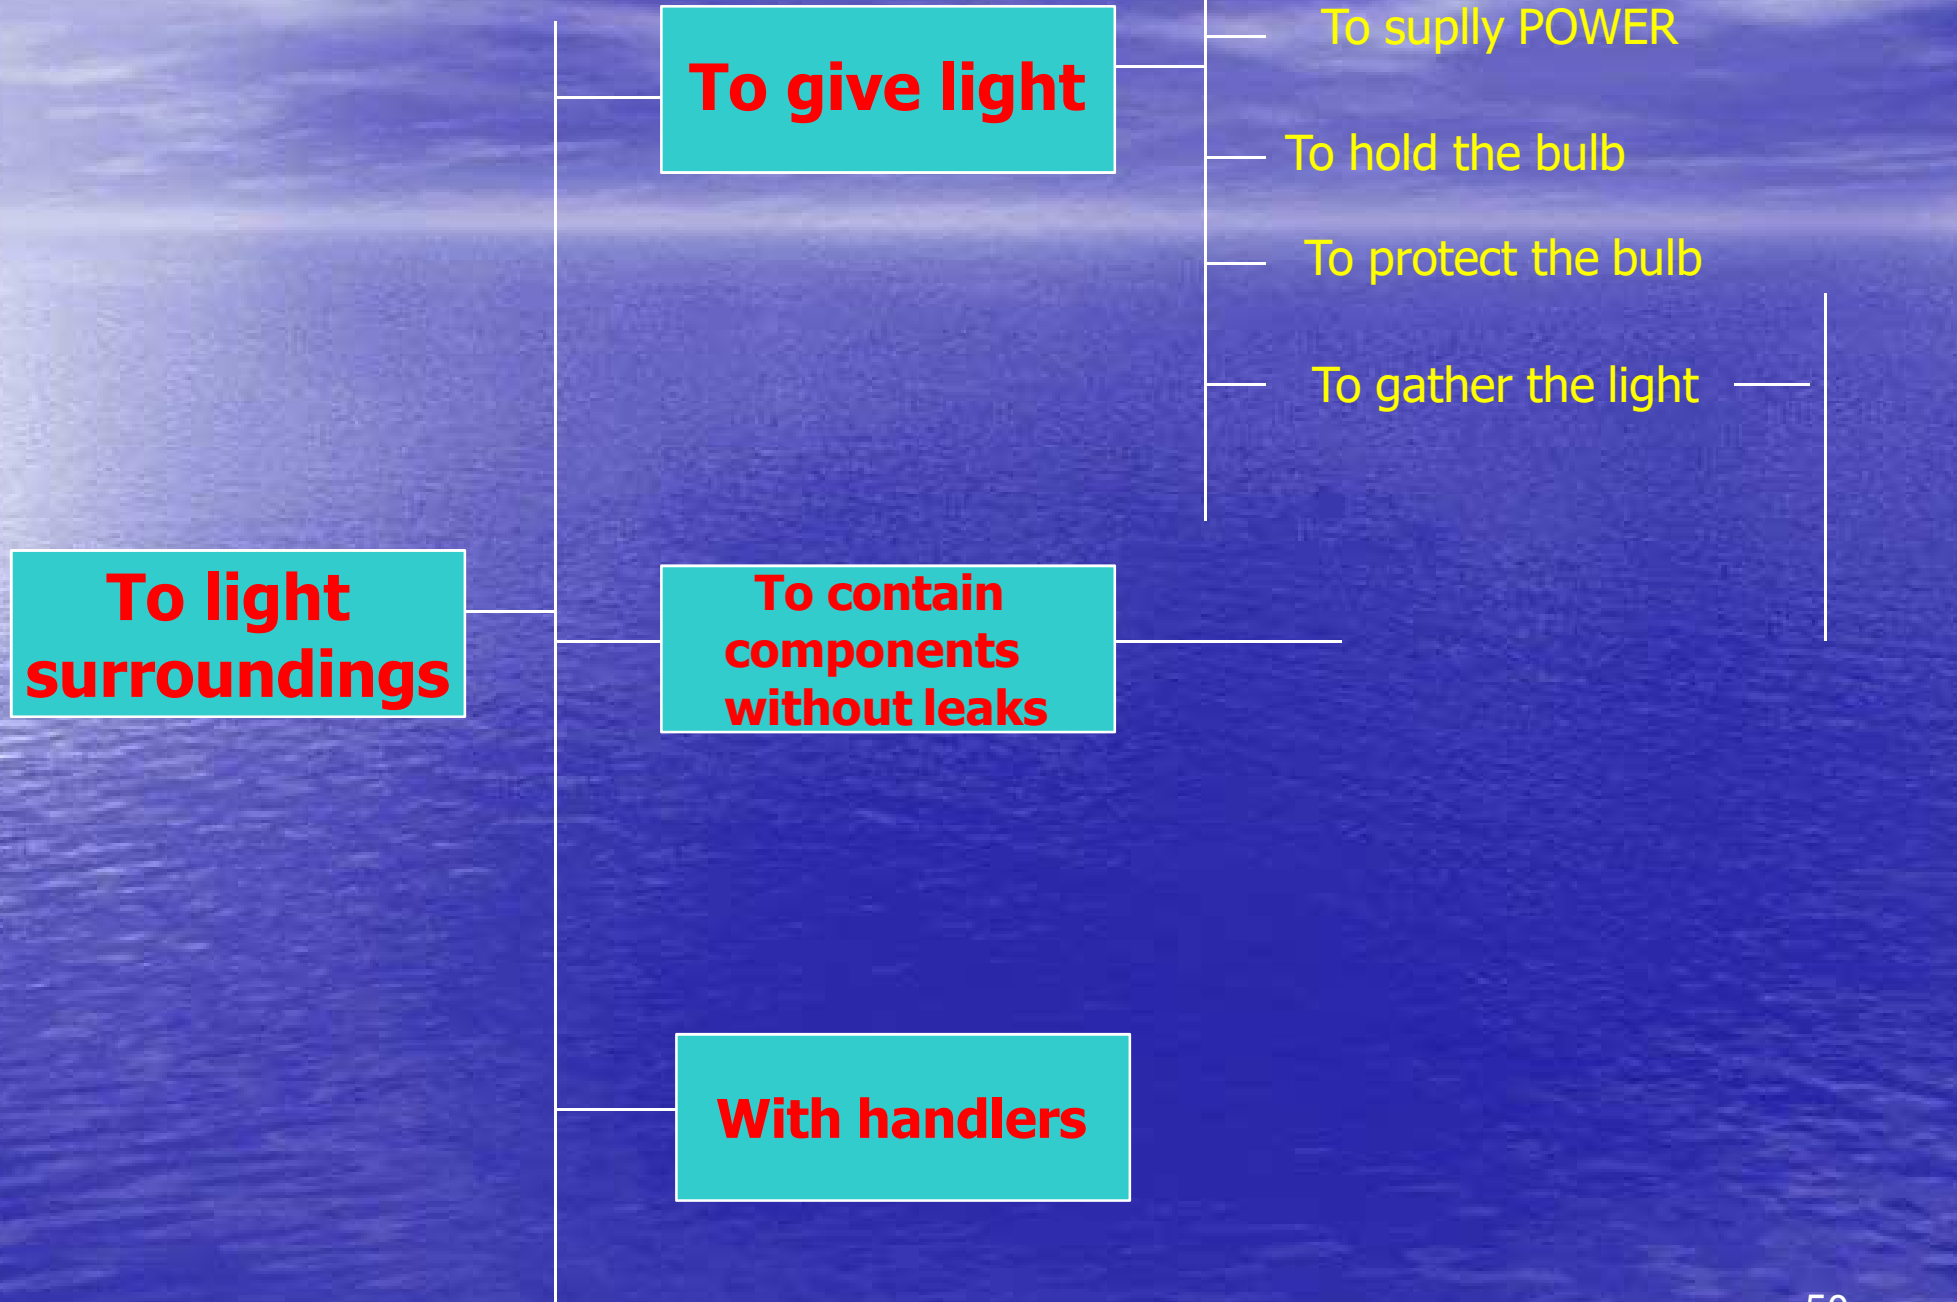 To suplly POWER
To give light
To hold the bulb
To protect the bulb
To gather the light
To light
surroundings
To contain
components
without leaks
With handlers